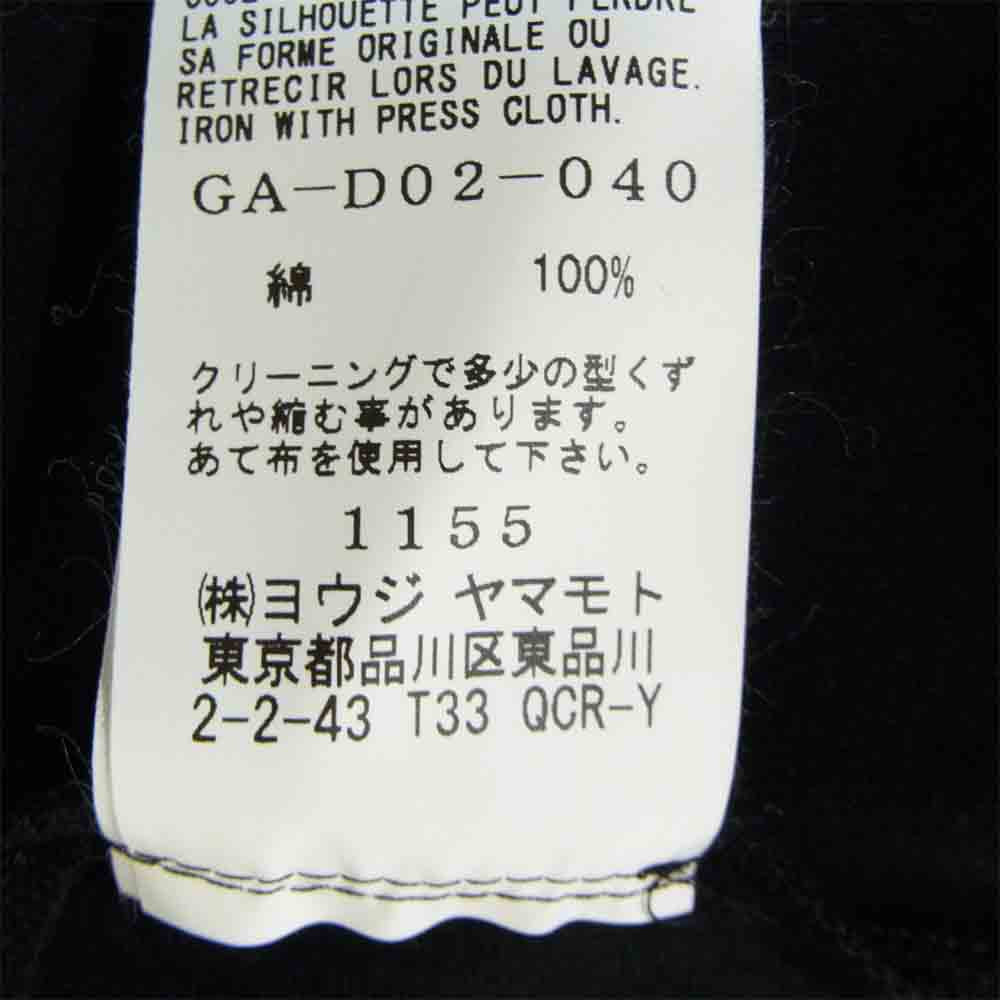 LA SILHOUETTE PEUT PERDRE
SA FORME ORIGINALE OU
RETRECIR LORS DU LAVAGE.
IRON WITH PRESS CLOTH.
GA-D02-040
綿 100%
クリーニングで多少の型くず
れや縮む事があります。
あて布を使用して下さい。
1155
(株)ヨウジ ヤマモト
東京都品川区東品川
2-2-43 T33 QCR-Y